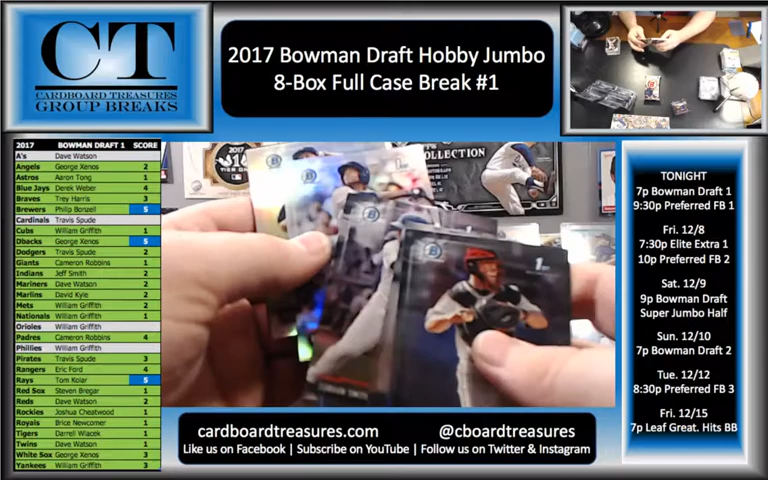 CT
CARDBOARD TREASURES
GROUP BREAKS
2017 Bowman Draft Hobby Jumbo
8-Box Full Case Break #1
2017 BOWMAN DRAFT 1 SCORE
A's Dave Watson
Angels George Xenos 2
Astros Aaron Tong 1
Blue Jays Derek Weber 4
Braves Trey Harris 3
Brewers Philip Bonzell 5
Cardinals Travis Spude
Cubs William Griffith 1
Dbacks George Xenos 5
Dodgers Travis Spude 2
Giants Cameron Robbins 1
Indians Jeff Smith 2
Mariners Dave Watson 2
Marlins David Kyle 2
Mets William Griffith 2
Nationals William Griffith 1
Orioles William Griffith
Padres Cameron Robbins 4
Phillies William Griffith
Pirates Travis Spude 3
Rangers Eric Ford 4
Rays Tom Kolar 5
Red Sox Steven Bregar 1
Reds Dave Watson 2
Rockies Joshua Cheatwood 1
Royals Brice Newcomer 1
Tigers Darrell Wlacek 1
Twins Dave Watson 1
White Sox George Xenos 3
Yankees William Griffith 3
2017
COLLECTION
1st
TONIGHT
7p Bowman Draft 1
9:30p Preferred FB 1
Fri. 12/8
7:30p Elite Extra 1
10p Preferred FB 2
Sat. 12/9
9p Bowman Draft
Super Jumbo Half
Sun. 12/10
7p Bowman Draft 2
Tue. 12/12
8:30p Preferred FB 3
Fri. 12/15
7p Leaf Great. Hits BB
cardboardtreasures.com @cboardtreasures
Like us on Facebook | Subscribe on YouTube | Follow us on Twitter & Instagram